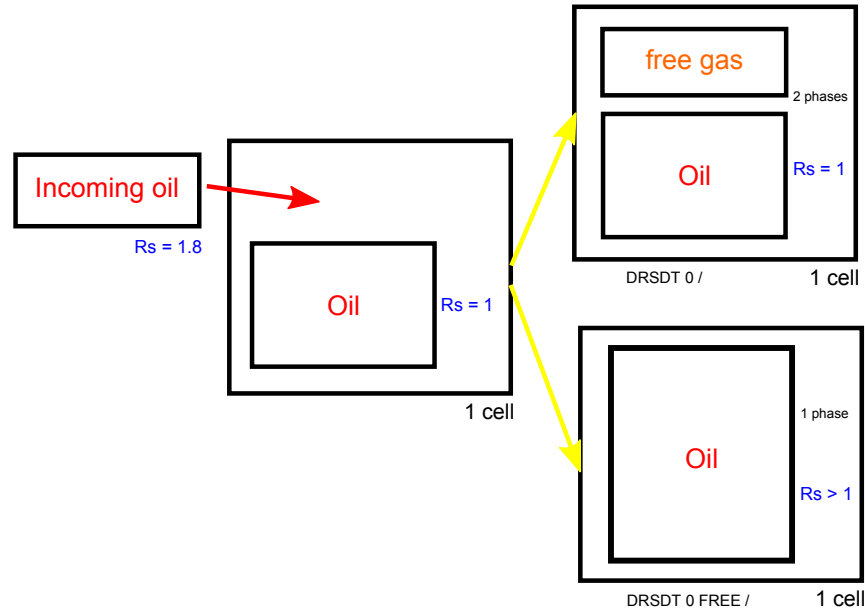 free gas
2 phases
Incoming oil
Oil
Rs = 1
Rs = 1.8
DRSDT 0 /
1 cell
Oil
Rs = 1
1 cell
1 phase
Oil
Rs > 1
DRSDT 0 FREE /
1 cell